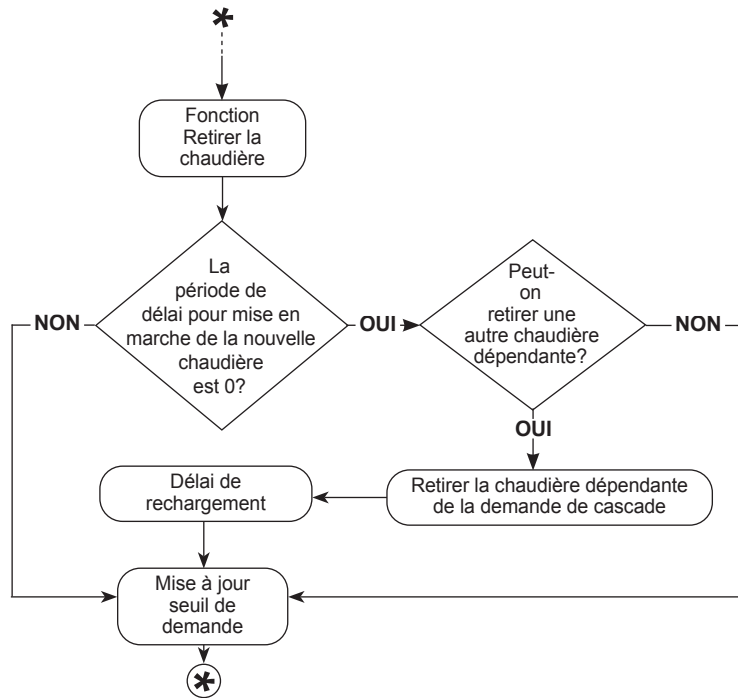 *
Fonction
Retirer la
chaudière
La
période de
délai pour mise en
marche de la nouvelle
chaudière
est 0?
NON
OUI
Peut-
on
retirer une
autre chaudière
dépendante?
NON
OUI
Retirer la chaudière dépendante
de la demande de cascade
Délai de
rechargement
Mise à jour
seuil de
demande
*